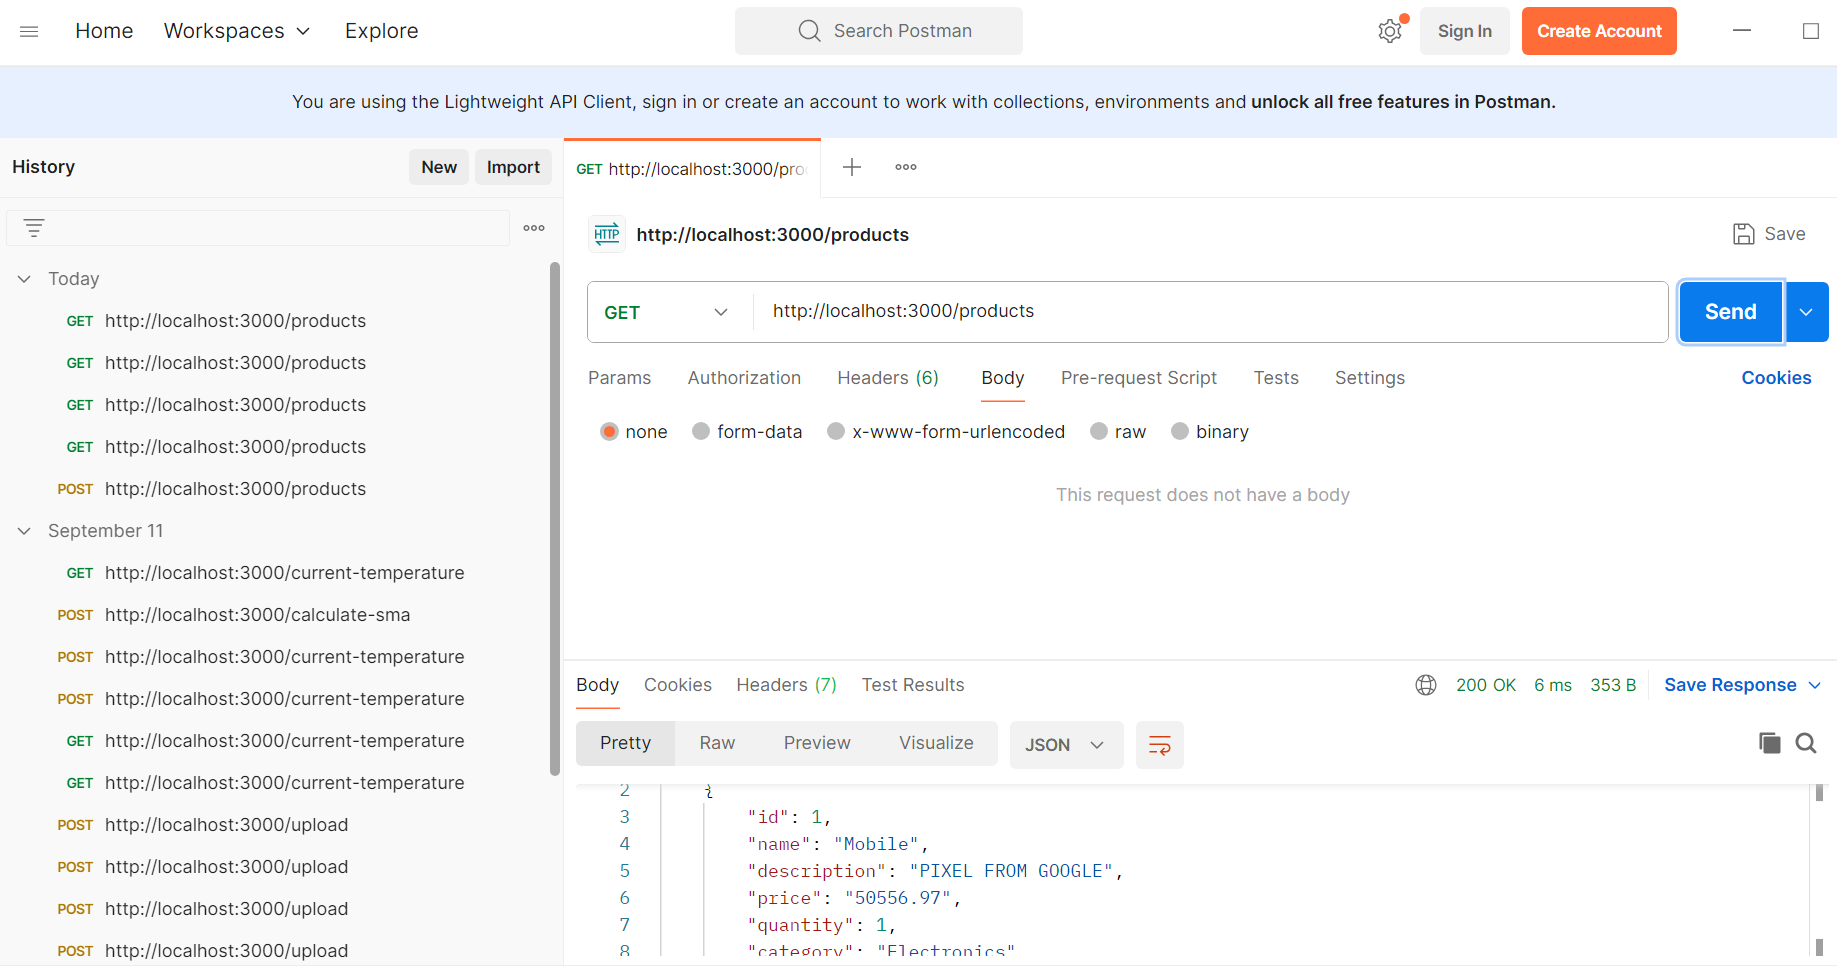 Home Workspaces Explore Search Postman Sign In Create Account
You are using the Lightweight API Client, sign in or create an account to work with collections, environments and unlock all free features in Postman.
History New Import
Today
GET http://localhost:3000/products
GET http://localhost:3000/products
GET http://localhost:3000/products
GET http://localhost:3000/products
POST http://localhost:3000/products
September 11
GET http://localhost:3000/current-temperature
POST http://localhost:3000/calculate-sma
POST http://localhost:3000/current-temperature
POST http://localhost:3000/current-temperature
GET http://localhost:3000/current-temperature
GET http://localhost:3000/current-temperature
POST http://localhost:3000/upload
POST http://localhost:3000/upload
POST http://localhost:3000/upload
POST http://localhost:3000/upload
GET http://localhost:3000/pro
HTTP http://localhost:3000/products Save
GET http://localhost:3000/products Send
Params Authorization Headers (6) Body Pre-request Script Tests Settings Cookies
none form-data x-www-form-urlencoded raw binary
This request does not have a body
Body Cookies Headers (7) Test Results 200 OK 6 ms 353 B Save Response
Pretty Raw Preview Visualize JSON
2 {
3 "id": 1,
4 "name": "Mobile",
5 "description": "PIXEL FROM GOOGLE",
6 "price": "50556.97",
7 "quantity": 1,
8 "category": "Electronics"